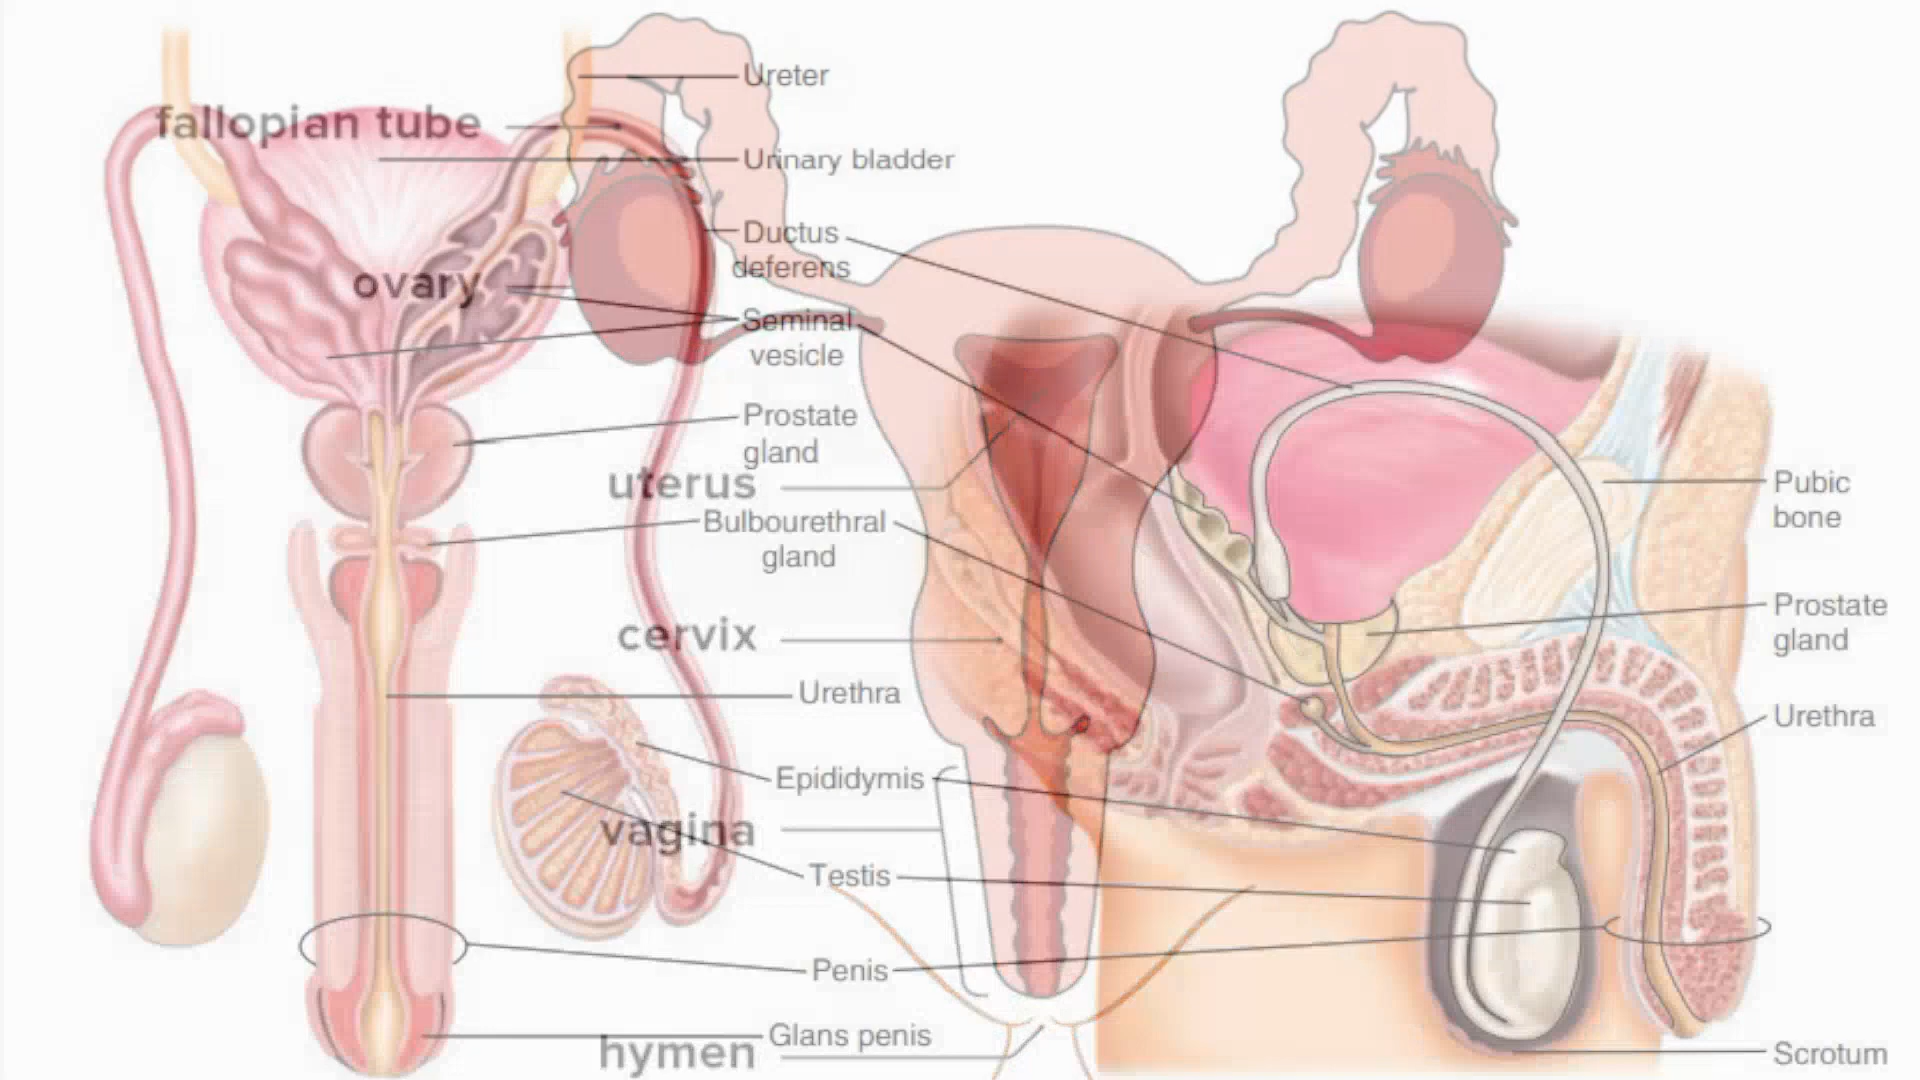 Ureter
fallopian tube
Urinary bladder
Ductus
deferens
ovary
Seminal
vesicle
Prostate
gland
uterus
Bulbourethral
gland
cervix
Urethra
Epididymis
vagina
Testis
Penis
Glans penis
hymen
Pubic
bone
Prostate
gland
Urethra
Scrotum